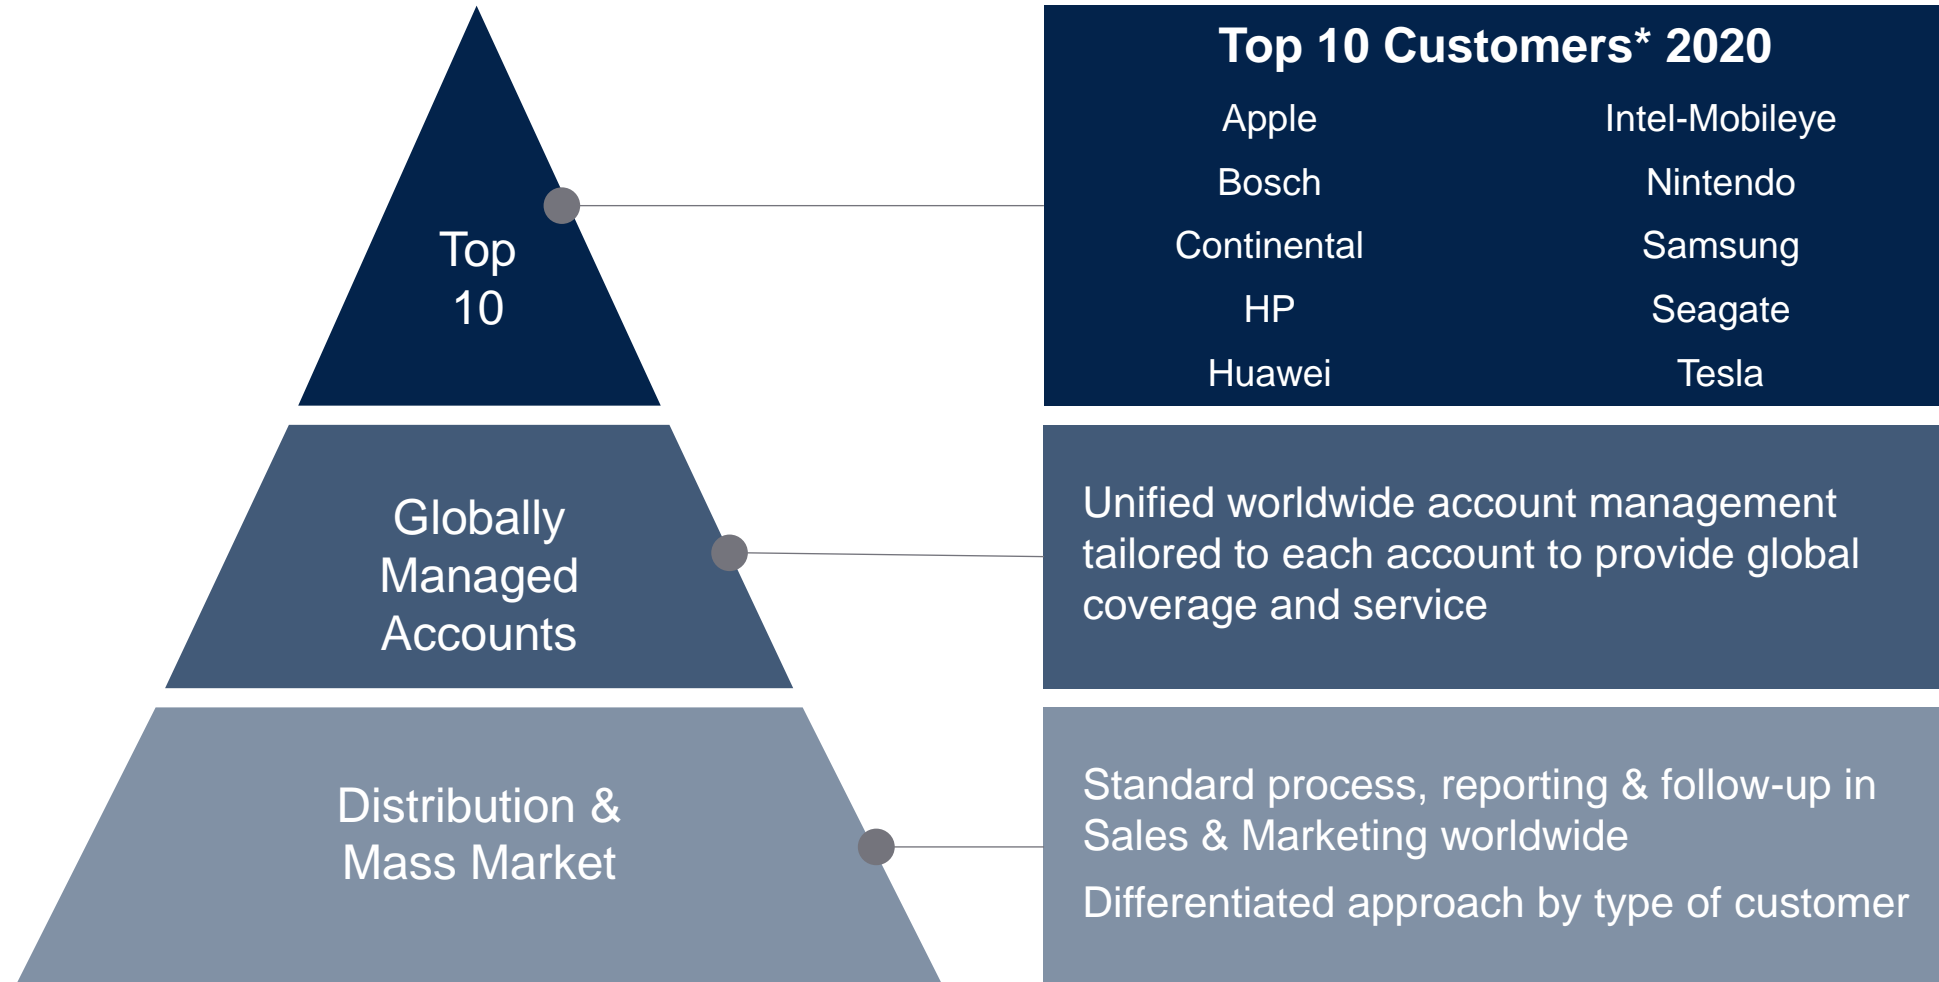 Top
10
Globally
Managed
Accounts
Distribution &
Mass Market
Top 10 Customers* 2020
Apple
Bosch
Continental
HP
Huawei
Intel-Mobileye
Nintendo
Samsung
Seagate
Tesla
Unified worldwide account management
tailored to each account to provide global
coverage and service
Standard process, reporting & follow-up in
Sales & Marketing worldwide
Differentiated approach by type of customer